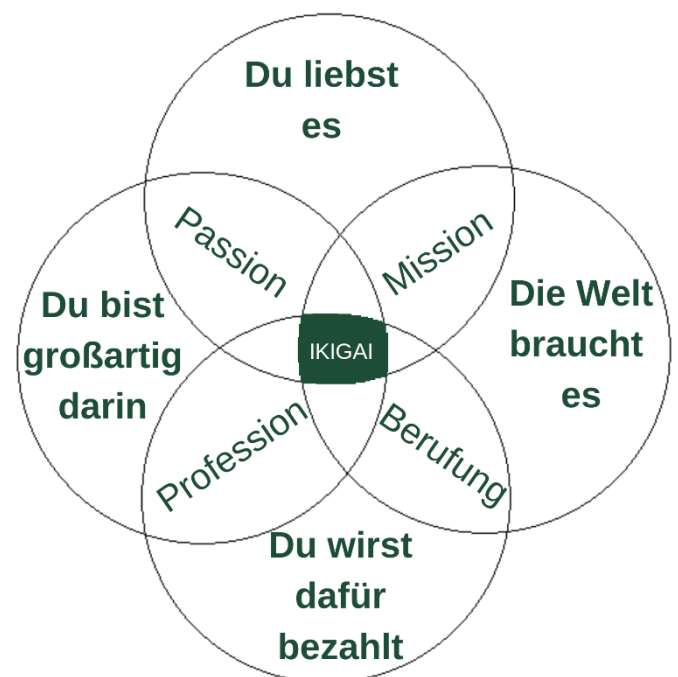 Du liebst
es
Passion
Mission
Du bist
großartig
darin
IKIGAI
Die Welt
braucht
es
Profession
Berufung
Du wirst
dafür
bezahlt